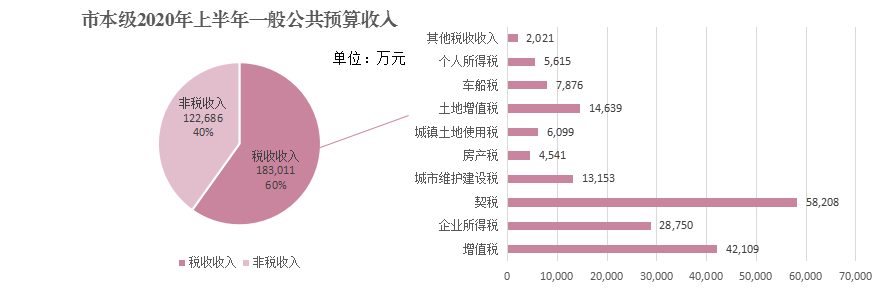 市本级2020年上半年一般公共预算收入
单位：万元
非税收入
122,686
40%
税收收入
183,011
60%
税收收入 非税收入
其他税收收入 2,021
个人所得税 5,615
车船税 7,876
土地增值税 14,639
城镇土地使用税 6,099
房产税 4,541
城市维护建设税 13,153
契税 58,208
企业所得税 28,750
增值税 42,109
0 10,000 20,000 30,000 40,000 50,000 60,000 70,000